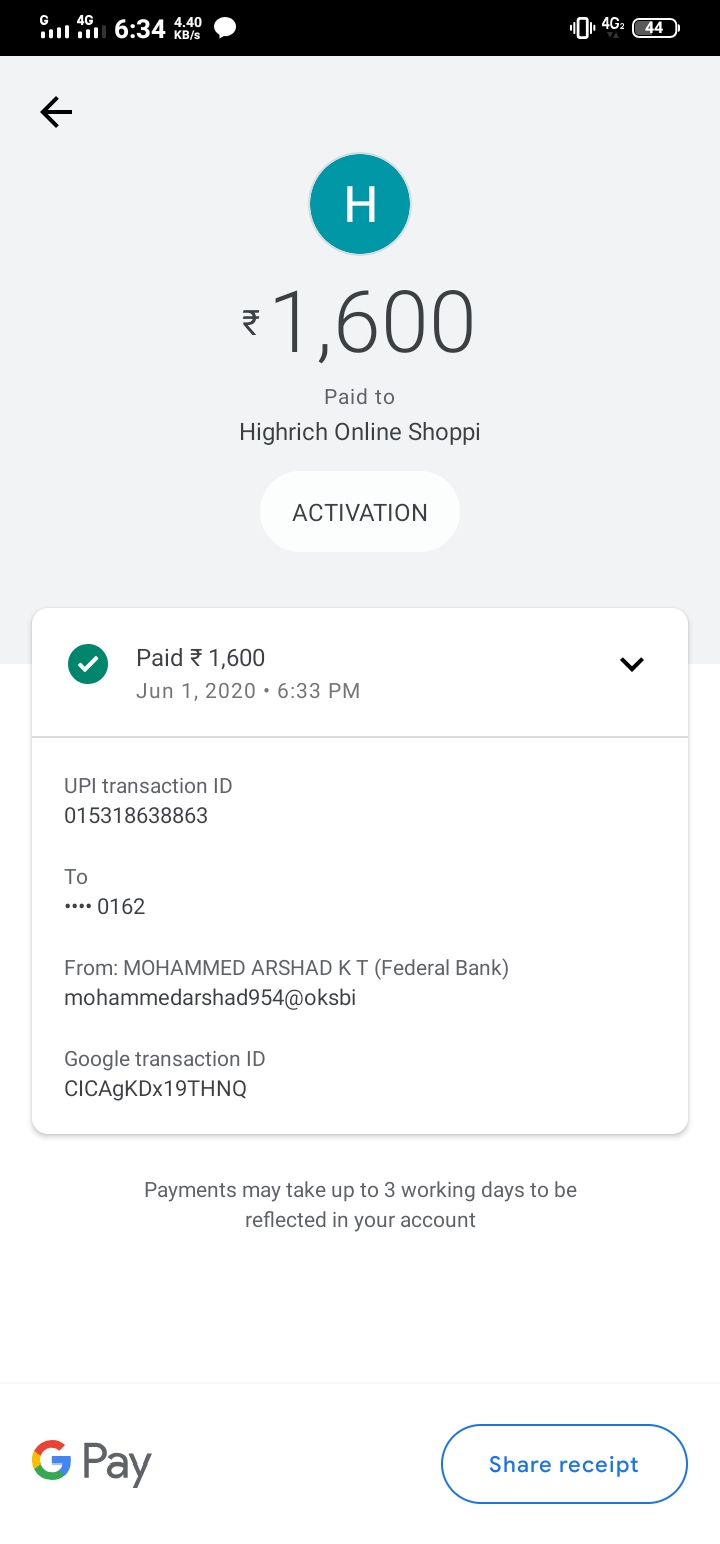 G 4G 6:34 4.40 KB/s 4G2 44
H
₹1,600
Paid to
Highrich Online Shoppi
ACTIVATION
Paid ₹ 1,600
Jun 1, 2020 • 6:33 PM
UPI transaction ID
015318638863
To
•••• 0162
From: MOHAMMED ARSHAD K T (Federal Bank)
mohammedarshad954@oksbi
Google transaction ID
CICAgKDx19THNQ
Payments may take up to 3 working days to be
reflected in your account
G Pay
Share receipt